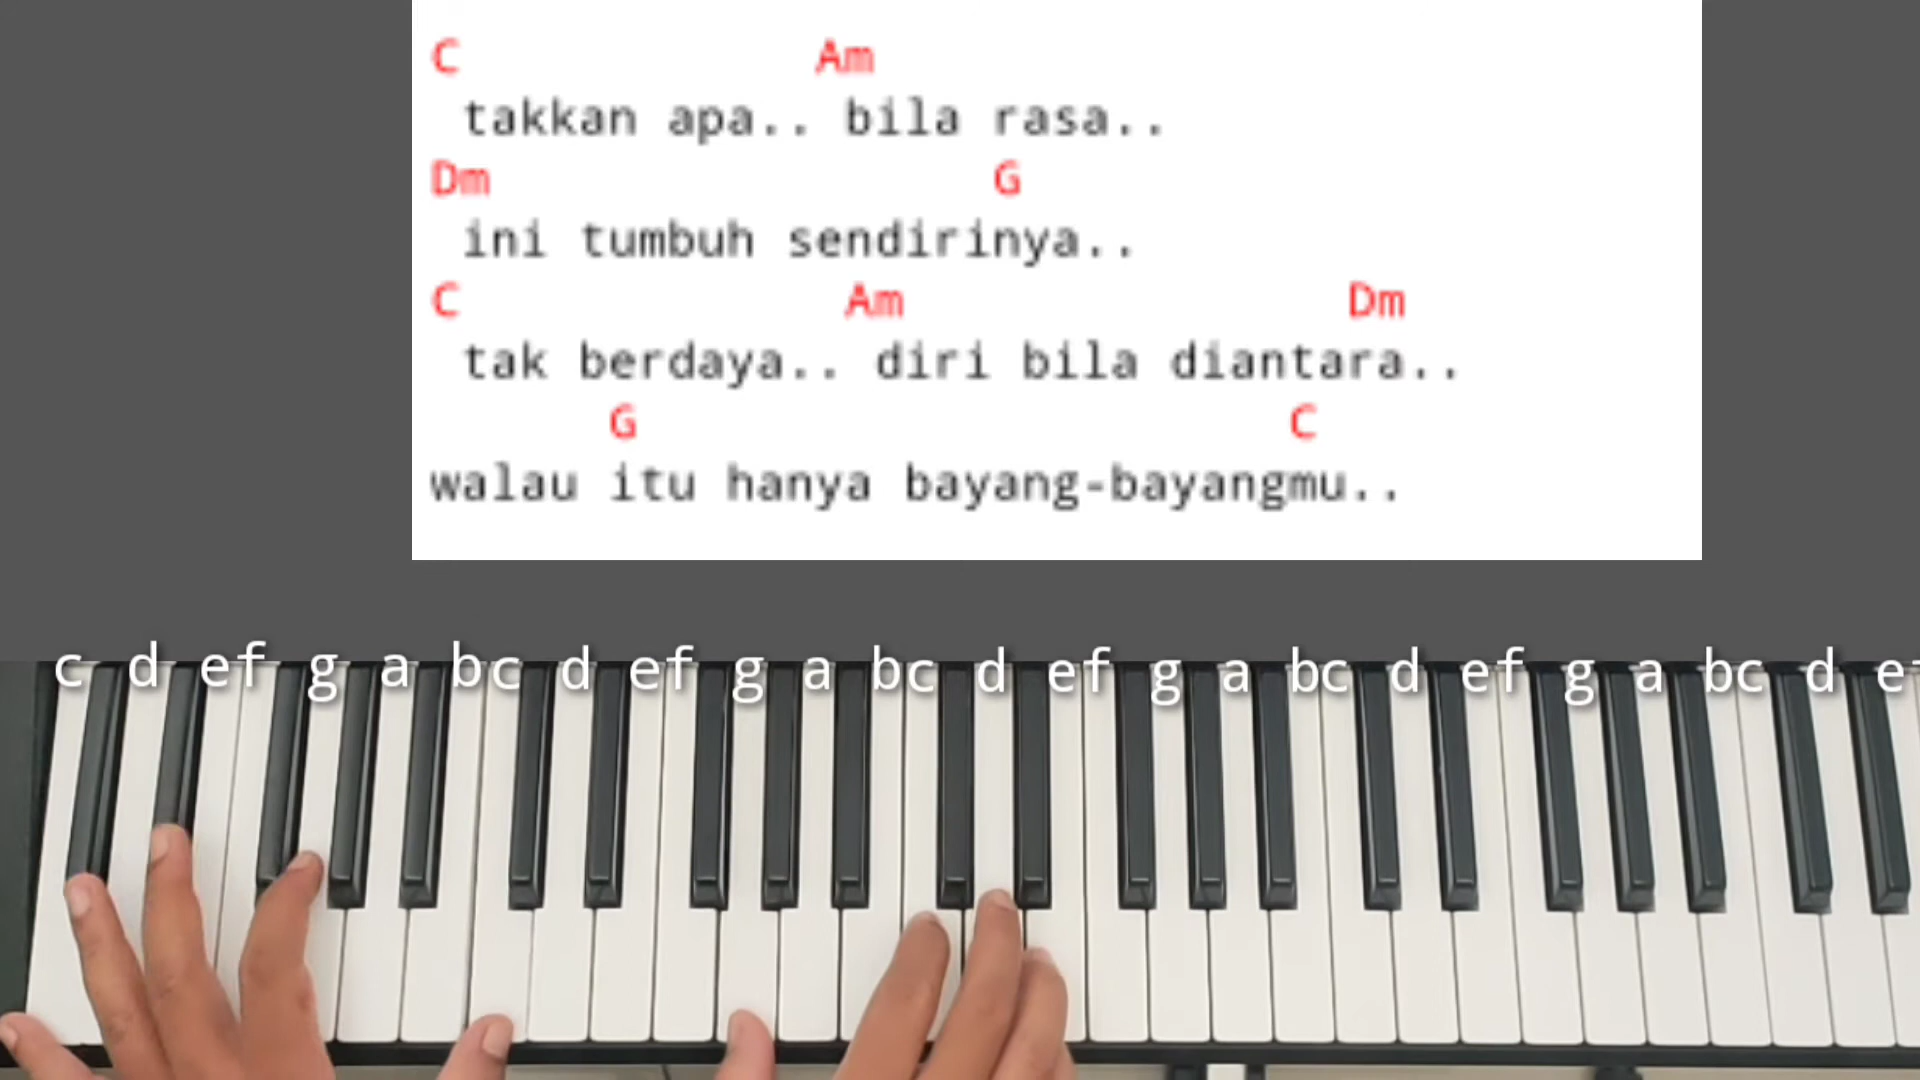 C Am
takkan apa.. bila rasa..
Dm G
ini tumbuh sendirinya..
C Am Dm
tak berdaya.. diri bila diantara..
G C
walau itu hanya bayang-bayangmu..
c d ef g a bc d ef g a bc d ef g a bc d ef g a bc d ef